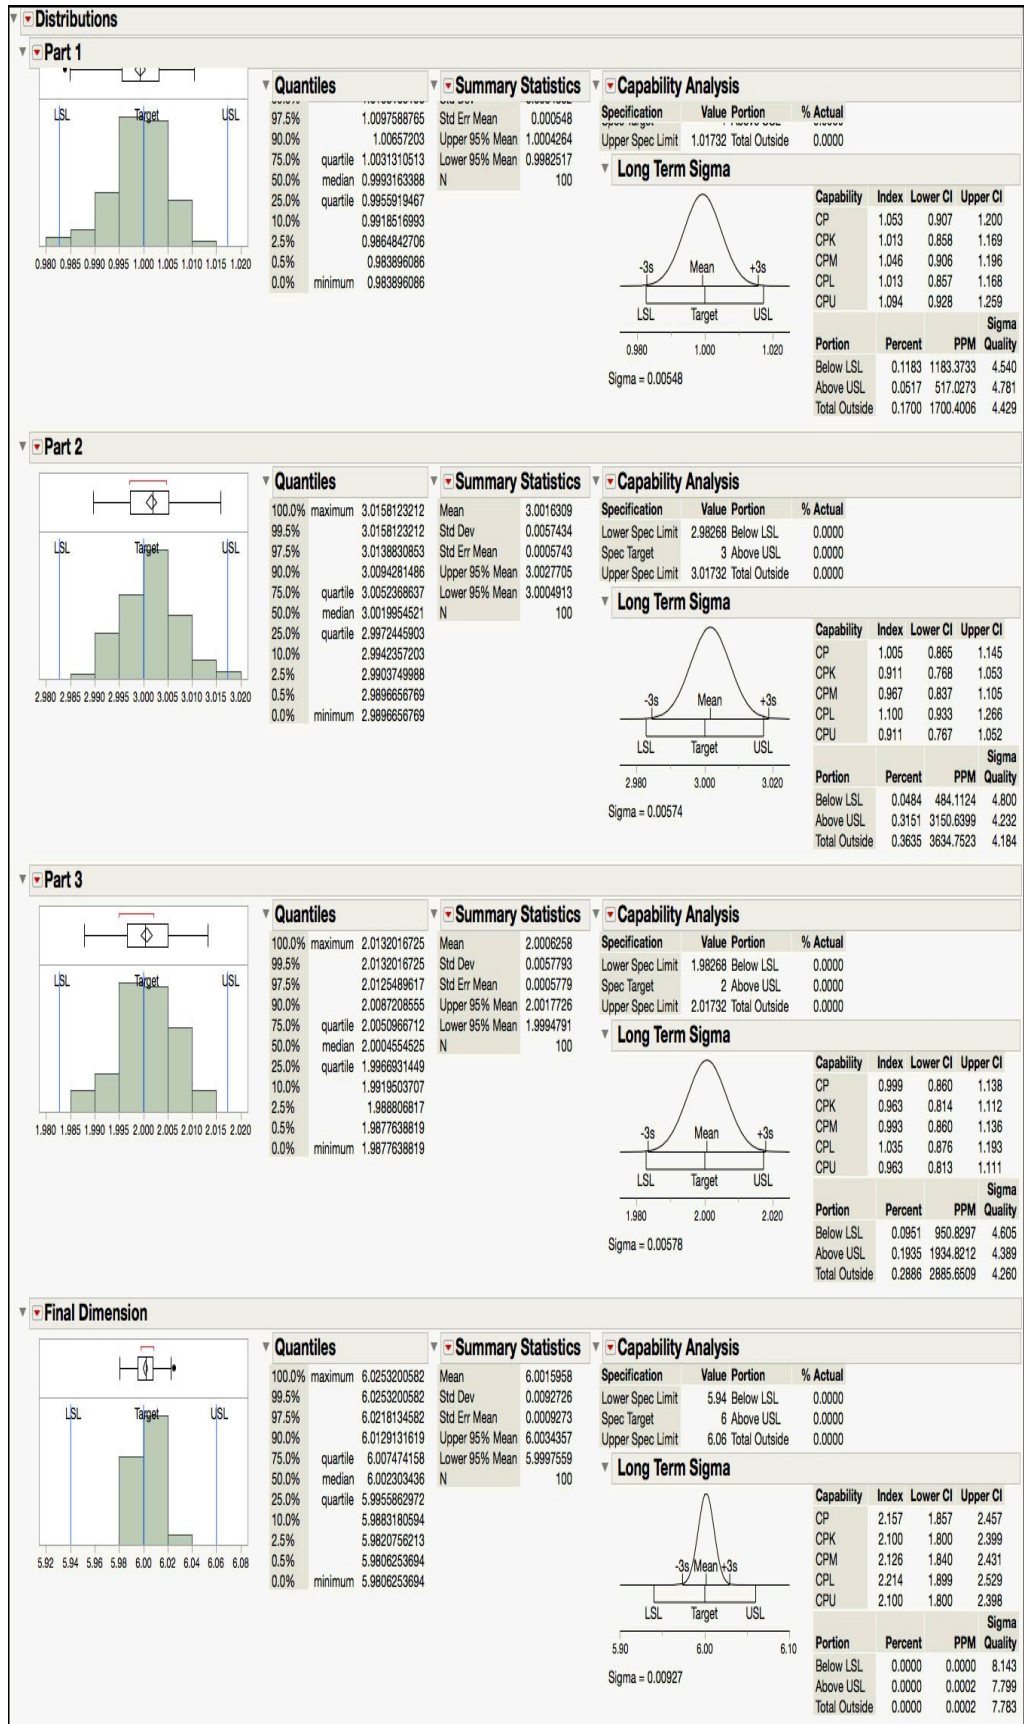 Distributions
Part 1
LSL Target USL
0.980 0.985 0.990 0.995 1.000 1.005 1.010 1.015 1.020
Quantiles
97.5% 1.0097588765
90.0% 1.00657203
75.0% quartile 1.0031310513
50.0% median 0.9993163388
25.0% quartile 0.9955919467
10.0% 0.9918516993
2.5% 0.9864842706
0.5% 0.983896086
0.0% minimum 0.983896086
Summary Statistics
Std Err Mean 0.000548
Upper 95% Mean 1.0004264
Lower 95% Mean 0.9982517
N 100
Capability Analysis
Specification Value Portion % Actual
Upper Spec Limit 1.01732 Total Outside 0.0000
Long Term Sigma
-3s Mean +3s
LSL Target USL
0.980 1.000 1.020
Sigma = 0.00548
Capability Index Lower CI Upper CI
CP 1.053 0.907 1.200
CPK 1.013 0.858 1.169
CPM 1.046 0.906 1.196
CPL 1.013 0.857 1.168
CPU 1.094 0.928 1.259
Sigma
Portion Percent PPM Quality
Below LSL 0.1183 1183.3733 4.540
Above USL 0.0517 517.0273 4.781
Total Outside 0.1700 1700.4006 4.429
Part 2
LSL Target USL
2.980 2.985 2.990 2.995 3.000 3.005 3.010 3.015 3.020
Quantiles
100.0% maximum 3.0158123212
99.5% 3.0158123212
97.5% 3.0138830853
90.0% 3.0094281486
75.0% quartile 3.0052368637
50.0% median 3.0019954521
25.0% quartile 2.9972445903
10.0% 2.9942357203
2.5% 2.9903749988
0.5% 2.9896656769
0.0% minimum 2.9896656769
Summary Statistics
Mean 3.0016309
Std Dev 0.0057434
Std Err Mean 0.0005743
Upper 95% Mean 3.0027705
Lower 95% Mean 3.0004913
N 100
Capability Analysis
Specification Value Portion % Actual
Lower Spec Limit 2.98268 Below LSL 0.0000
Spec Target 3 Above USL 0.0000
Upper Spec Limit 3.01732 Total Outside 0.0000
Long Term Sigma
-3s Mean +3s
LSL Target USL
2.980 3.000 3.020
Sigma = 0.00574
Capability Index Lower CI Upper CI
CP 1.005 0.865 1.145
CPK 0.911 0.768 1.053
CPM 0.967 0.837 1.105
CPL 1.100 0.933 1.266
CPU 0.911 0.767 1.052
Sigma
Portion Percent PPM Quality
Below LSL 0.0484 484.1124 4.800
Above USL 0.3151 3150.6399 4.232
Total Outside 0.3635 3634.7523 4.184
Part 3
LSL Target USL
1.980 1.985 1.990 1.995 2.000 2.005 2.010 2.015 2.020
Quantiles
100.0% maximum 2.0132016725
99.5% 2.0132016725
97.5% 2.0125489617
90.0% 2.0087208555
75.0% quartile 2.0050966712
50.0% median 2.0004554525
25.0% quartile 1.9966931449
10.0% 1.9919503707
2.5% 1.988806817
0.5% 1.9877638819
0.0% minimum 1.9877638819
Summary Statistics
Mean 2.0006258
Std Dev 0.0057793
Std Err Mean 0.0005779
Upper 95% Mean 2.0017726
Lower 95% Mean 1.9994791
N 100
Capability Analysis
Specification Value Portion % Actual
Lower Spec Limit 1.98268 Below LSL 0.0000
Spec Target 2 Above USL 0.0000
Upper Spec Limit 2.01732 Total Outside 0.0000
Long Term Sigma
-3s Mean +3s
LSL Target USL
1.980 2.000 2.020
Sigma = 0.00578
Capability Index Lower CI Upper CI
CP 0.999 0.860 1.138
CPK 0.963 0.814 1.112
CPM 0.993 0.860 1.136
CPL 1.035 0.876 1.193
CPU 0.963 0.813 1.111
Sigma
Portion Percent PPM Quality
Below LSL 0.0951 950.8297 4.605
Above USL 0.1935 1934.8212 4.389
Total Outside 0.2886 2885.6509 4.260
Final Dimension
LSL Target USL
5.92 5.94 5.96 5.98 6.00 6.02 6.04 6.06 6.08
Quantiles
100.0% maximum 6.0253200582
99.5% 6.0253200582
97.5% 6.0218134582
90.0% 6.0129131619
75.0% quartile 6.007474158
50.0% median 6.002303436
25.0% quartile 5.9955862972
10.0% 5.9883180594
2.5% 5.9820756213
0.5% 5.9806253694
0.0% minimum 5.9806253694
Summary Statistics
Mean 6.0015958
Std Dev 0.0092726
Std Err Mean 0.0009273
Upper 95% Mean 6.0034357
Lower 95% Mean 5.9997559
N 100
Capability Analysis
Specification Value Portion % Actual
Lower Spec Limit 5.94 Below LSL 0.0000
Spec Target 6 Above USL 0.0000
Upper Spec Limit 6.06 Total Outside 0.0000
Long Term Sigma
-3s Mean +3s
LSL Target USL
5.90 6.00 6.10
Sigma = 0.00927
Capability Index Lower CI Upper CI
CP 2.157 1.857 2.457
CPK 2.100 1.800 2.399
CPM 2.126 1.840 2.431
CPL 2.214 1.899 2.529
CPU 2.100 1.800 2.398
Sigma
Portion Percent PPM Quality
Below LSL 0.0000 0.0000 8.143
Above USL 0.0000 0.0002 7.799
Total Outside 0.0000 0.0002 7.783